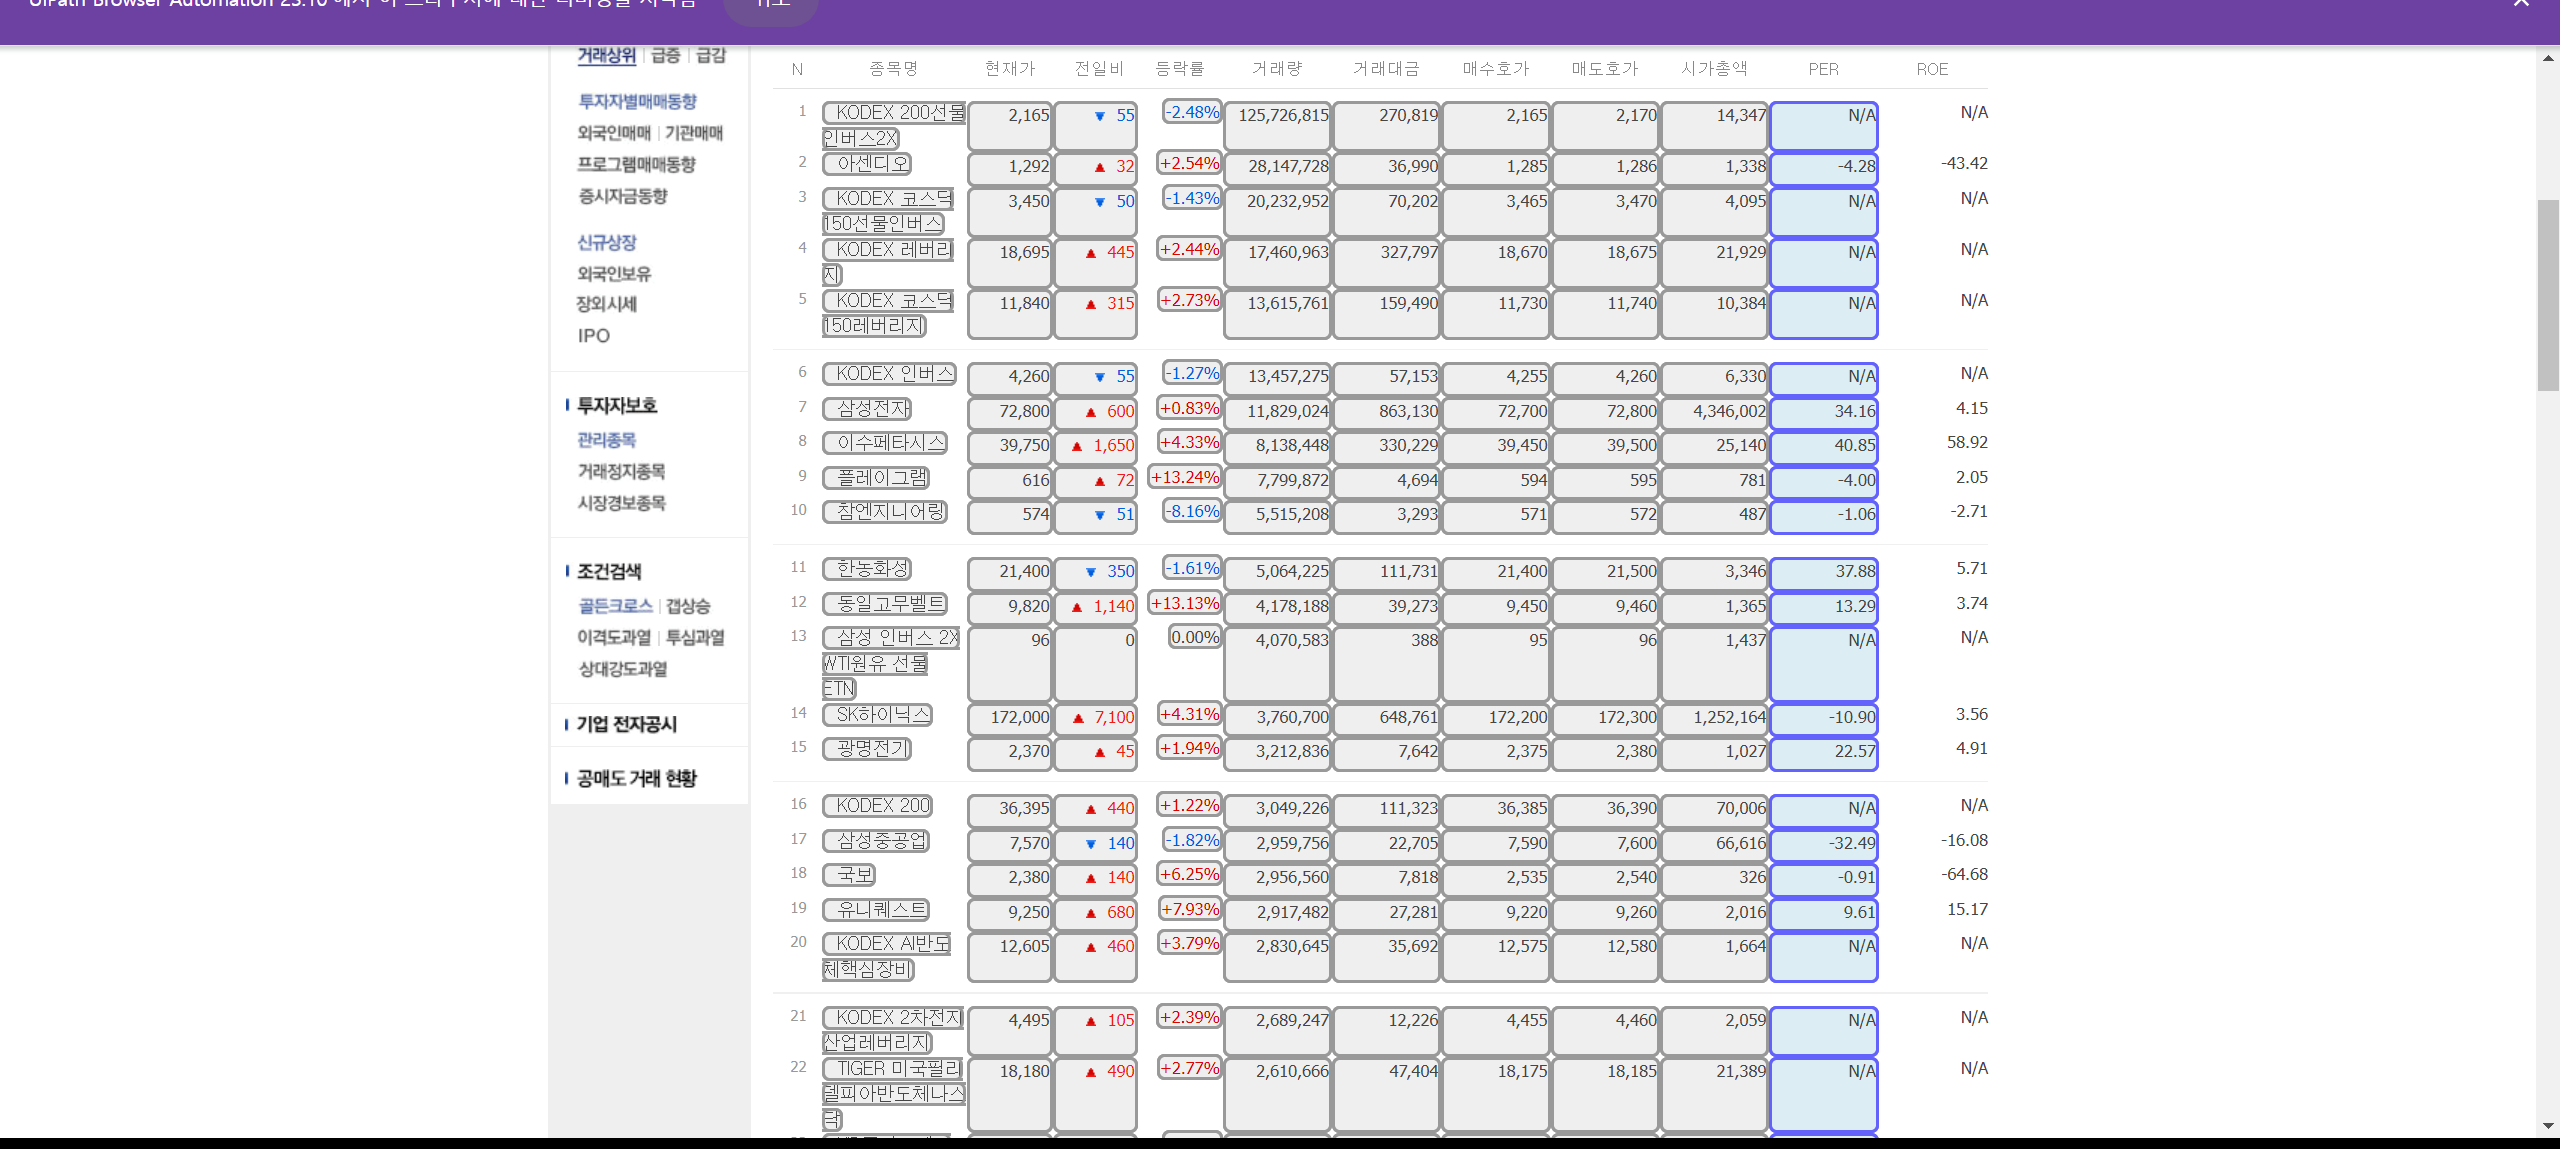 거래상위 | 급증 | 급감
투자자별매매동향
외국인매매 | 기관매매
프로그램매매동향
증시자금동향
신규상장
외국인보유
장외시세
IPO
투자자보호
관리종목
거래정지종목
시장경보종목
조건검색
골든크로스 | 갭상승
이격도과열 | 투심과열
상대강도과열
기업 전자공시
공매도 거래 현황
N 종목명 현재가 전일비 등락률 거래량 거래대금 매수호가 매도호가 시가총액 PER ROE
1 KODEX 200선물 2,165 ▼ 55 -2.48% 125,726,815 270,819 2,165 2,170 14,347 N/A N/A
인버스2X
2 아센디오 1,292 ▲ 32 +2.54% 28,147,728 36,990 1,285 1,286 1,338 -4.28 -43.42
3 KODEX 코스닥 3,450 ▼ 50 -1.43% 20,232,952 70,202 3,465 3,470 4,095 N/A N/A
150선물인버스
4 KODEX 레버리 18,695 ▲ 445 +2.44% 17,460,963 327,797 18,670 18,675 21,929 N/A N/A
지
5 KODEX 코스닥 11,840 ▲ 315 +2.73% 13,615,761 159,490 11,730 11,740 10,384 N/A N/A
150레버리지
6 KODEX 인버스 4,260 ▼ 55 -1.27% 13,457,275 57,153 4,255 4,260 6,330 N/A N/A
7 삼성전자 72,800 ▲ 600 +0.83% 11,829,024 863,130 72,700 72,800 4,346,002 34.16 4.15
8 이수페타시스 39,750 ▲ 1,650 +4.33% 8,138,448 330,229 39,450 39,500 25,140 40.85 58.92
9 플레이그램 616 ▲ 72 +13.24% 7,799,872 4,694 594 595 781 -4.00 2.05
10 참엔지니어링 574 ▼ 51 -8.16% 5,515,208 3,293 571 572 487 -1.06 -2.71
11 한농화성 21,400 ▼ 350 -1.61% 5,064,225 111,731 21,400 21,500 3,346 37.88 5.71
12 동일고무벨트 9,820 ▲ 1,140 +13.13% 4,178,188 39,273 9,450 9,460 1,365 13.29 3.74
13 삼성 인버스 2X 96 0 0.00% 4,070,583 388 95 96 1,437 N/A N/A
WTI원유 선물
ETN
14 SK하이닉스 172,000 ▲ 7,100 +4.31% 3,760,700 648,761 172,200 172,300 1,252,164 -10.90 3.56
15 광명전기 2,370 ▲ 45 +1.94% 3,212,836 7,642 2,375 2,380 1,027 22.57 4.91
16 KODEX 200 36,395 ▲ 440 +1.22% 3,049,226 111,323 36,385 36,390 70,006 N/A N/A
17 삼성중공업 7,570 ▼ 140 -1.82% 2,959,756 22,705 7,590 7,600 66,616 -32.49 -16.08
18 국보 2,380 ▲ 140 +6.25% 2,956,560 7,818 2,535 2,540 326 -0.91 -64.68
19 유니퀘스트 9,250 ▲ 680 +7.93% 2,917,482 27,281 9,220 9,260 2,016 9.61 15.17
20 KODEX AI반도 12,605 ▲ 460 +3.79% 2,830,645 35,692 12,575 12,580 1,664 N/A N/A
체핵심장비
21 KODEX 2차전지 4,495 ▲ 105 +2.39% 2,689,247 12,226 4,455 4,460 2,059 N/A N/A
산업레버리지
22 TIGER 미국필라 18,180 ▲ 490 +2.77% 2,610,666 47,404 18,175 18,185 21,389 N/A N/A
델피아반도체나스
닥